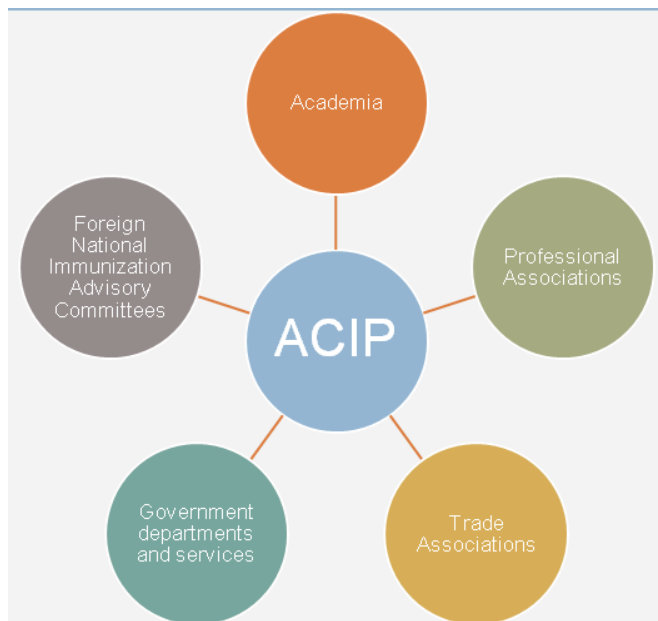 Academia
Foreign
National
Immunization
Advisory
Committees
Professional
Associations
ACIP
Government
departments
and services
Trade
Associations